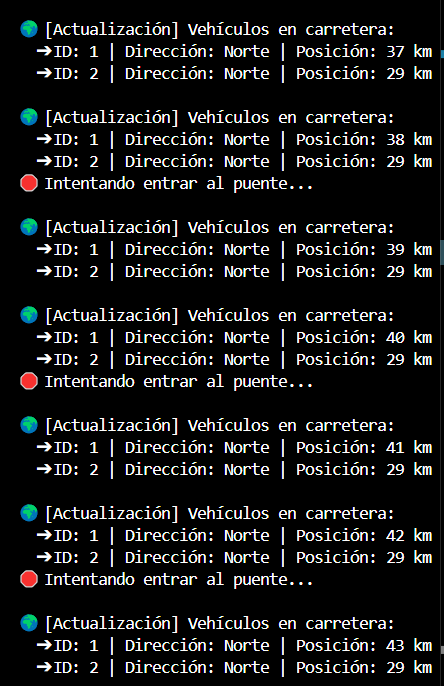 🌍 [Actualización] Vehículos en carretera:
➔ID: 1 | Dirección: Norte | Posición: 37 km
➔ID: 2 | Dirección: Norte | Posición: 29 km
🌍 [Actualización] Vehículos en carretera:
➔ID: 1 | Dirección: Norte | Posición: 38 km
➔ID: 2 | Dirección: Norte | Posición: 29 km
🛑 Intentando entrar al puente...
🌍 [Actualización] Vehículos en carretera:
➔ID: 1 | Dirección: Norte | Posición: 39 km
➔ID: 2 | Dirección: Norte | Posición: 29 km
🌍 [Actualización] Vehículos en carretera:
➔ID: 1 | Dirección: Norte | Posición: 40 km
➔ID: 2 | Dirección: Norte | Posición: 29 km
🛑 Intentando entrar al puente...
🌍 [Actualización] Vehículos en carretera:
➔ID: 1 | Dirección: Norte | Posición: 41 km
➔ID: 2 | Dirección: Norte | Posición: 29 km
🌍 [Actualización] Vehículos en carretera:
➔ID: 1 | Dirección: Norte | Posición: 42 km
➔ID: 2 | Dirección: Norte | Posición: 29 km
🛑 Intentando entrar al puente...
🌍 [Actualización] Vehículos en carretera:
➔ID: 1 | Dirección: Norte | Posición: 43 km
➔ID: 2 | Dirección: Norte | Posición: 29 km